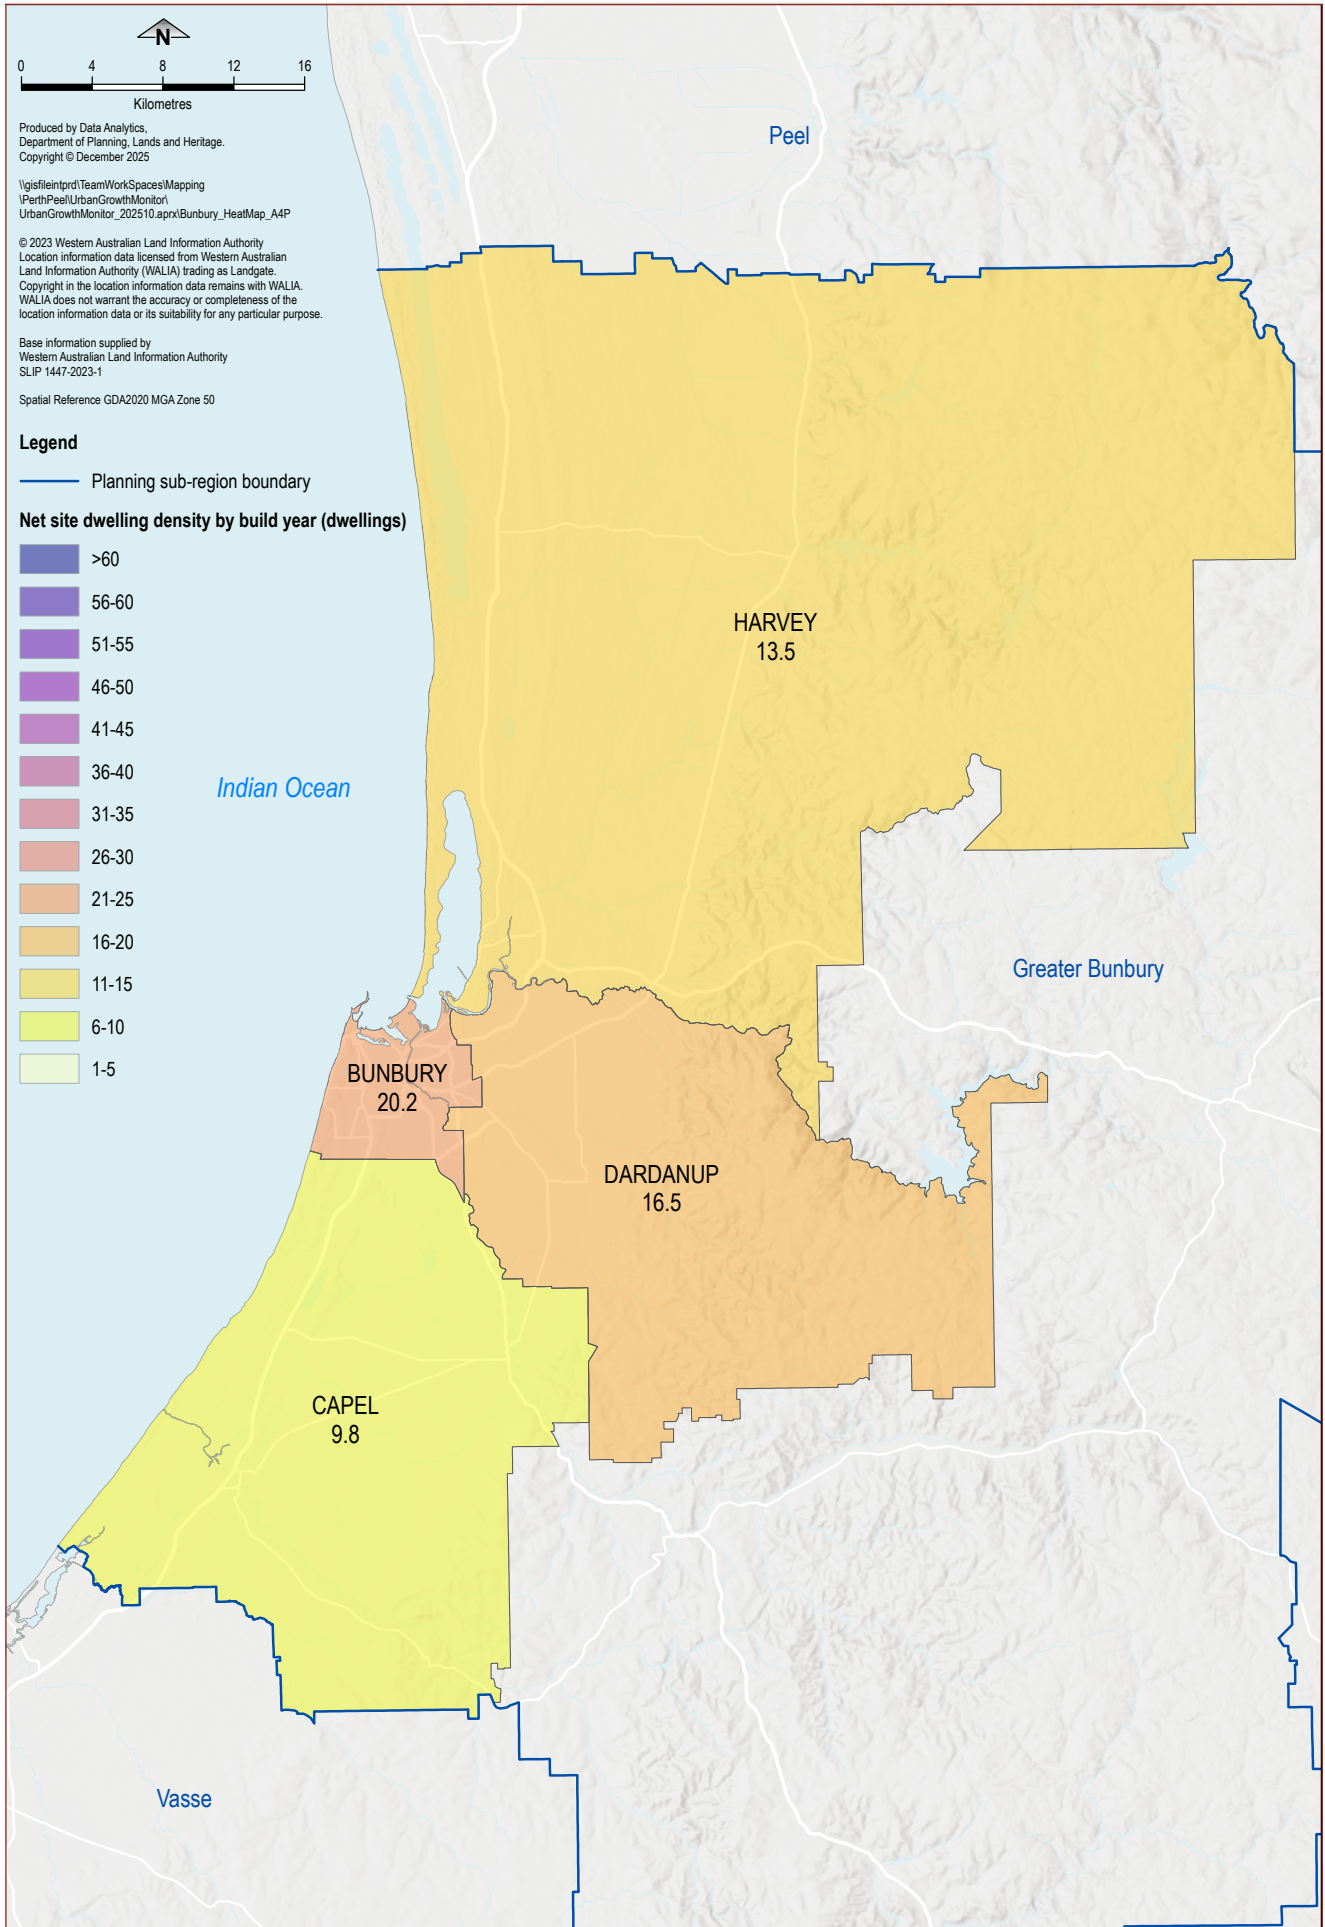 N
0 4 8 12 16
Kilometres
Produced by Data Analytics,
Department of Planning, Lands and Heritage.
Copyright © December 2025
\\gisfileintprd\TeamWorkSpaces\Mapping
\PerthPeel\UrbanGrowthMonitor\
UrbanGrowthMonitor_202510.aprx\Bunbury_HeatMap_A4P
© 2023 Western Australian Land Information Authority
Location information data licensed from Western Australian
Land Information Authority (WALIA) trading as Landgate.
Copyright in the location information data remains with WALIA.
WALIA does not warrant the accuracy or completeness of the
location information data or its suitability for any particular purpose.
Base information supplied by
Western Australian Land Information Authority
SLIP 1447-2023-1
Spatial Reference GDA2020 MGA Zone 50
Legend
Planning sub-region boundary
Net site dwelling density by build year (dwellings)
>60
56-60
51-55
46-50
41-45
36-40
31-35
26-30
21-25
16-20
11-15
6-10
1-5
Peel
HARVEY
13.5
Indian Ocean
Greater Bunbury
BUNBURY
20.2
DARDANUP
16.5
CAPEL
9.8
Vasse